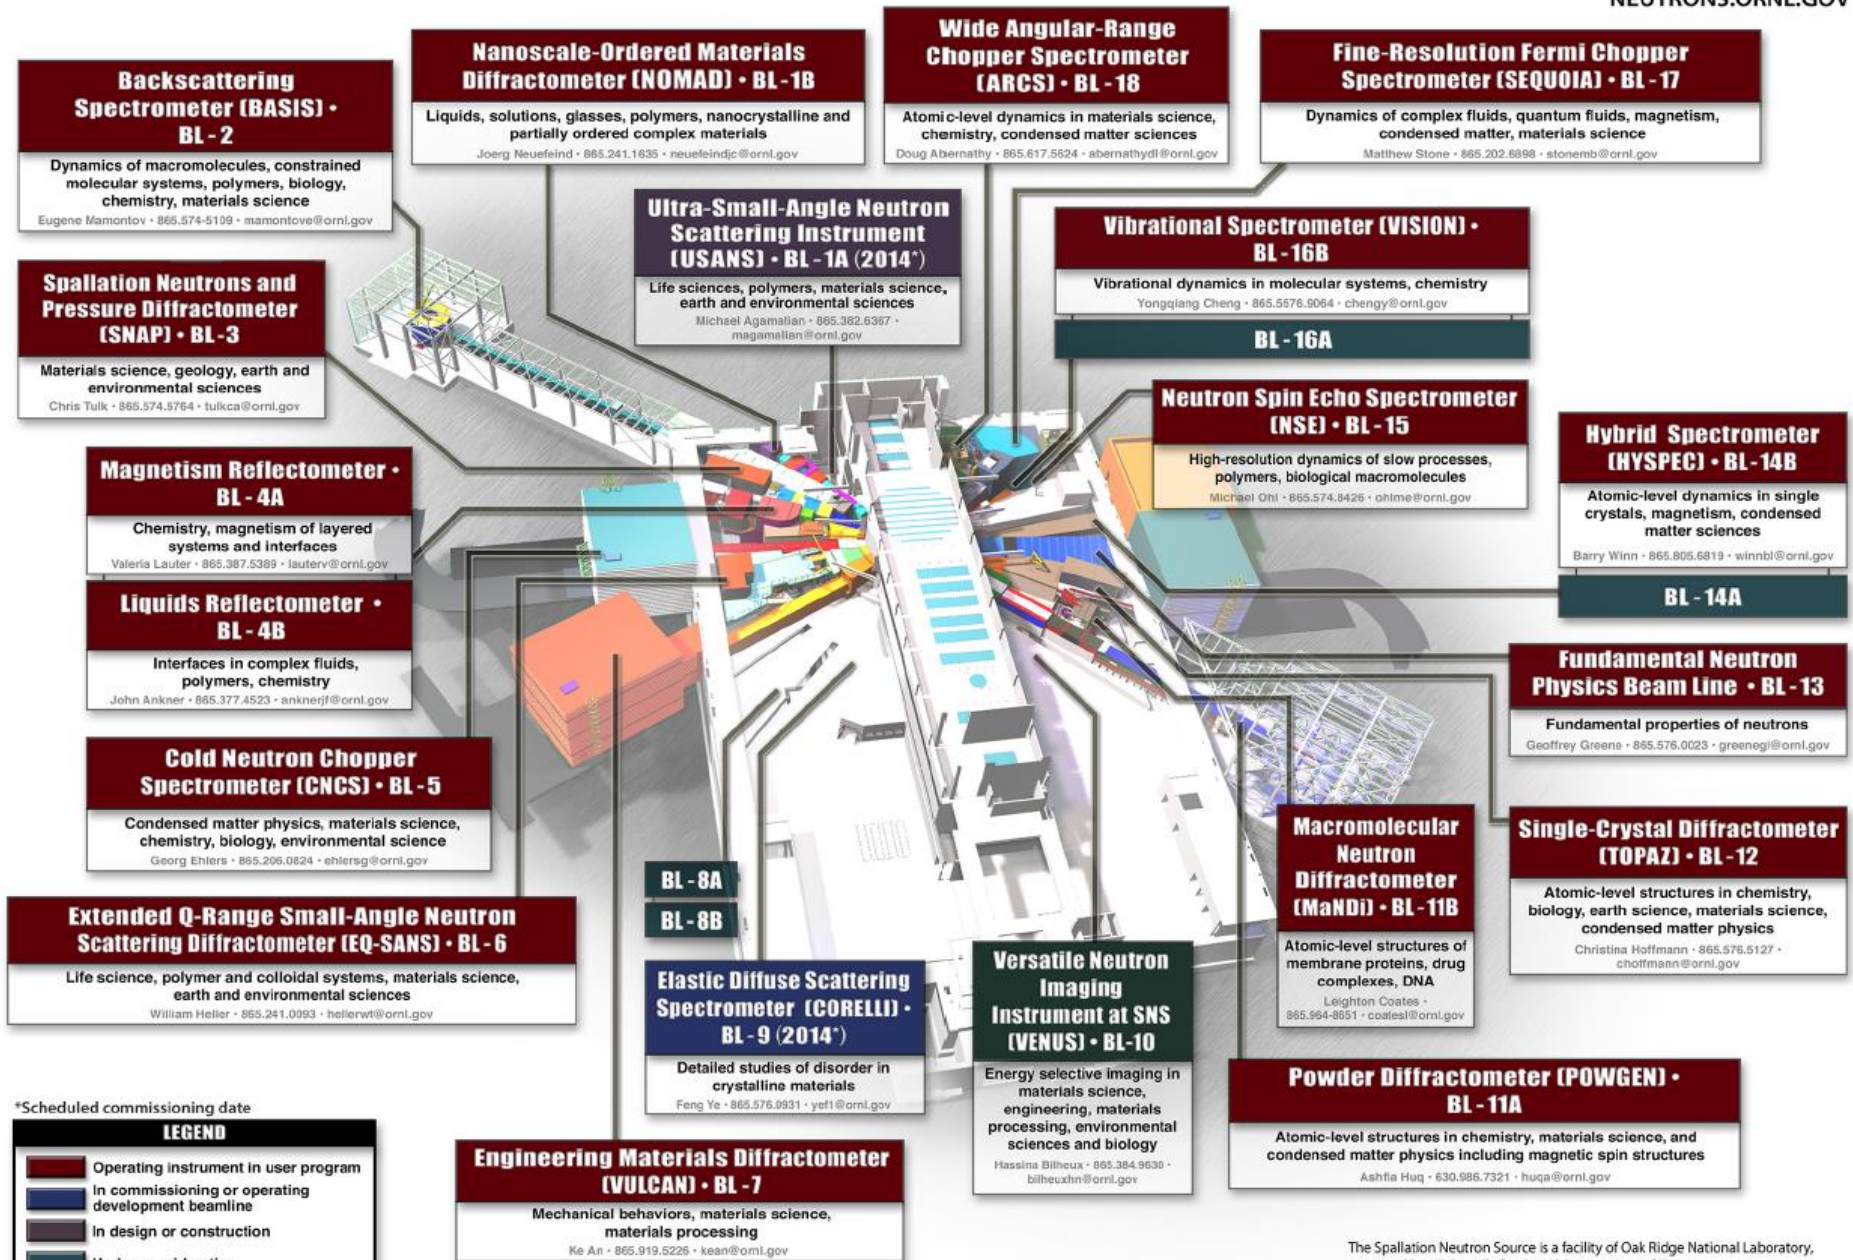 NEUTRONS.ORNL.GOV
Backscattering
Spectrometer (BASIS) •
BL-2
Dynamics of macromolecules, constrained
molecular systems, polymers, biology,
chemistry, materials science
Eugene Mamontov • 865.574-5109 • mamontove@ornl.gov
Nanoscale-Ordered Materials
Diffractometer (NOMAD) • BL-1B
Liquids, solutions, glasses, polymers, nanocrystalline and
partially ordered complex materials
Joerg Neuefeind • 865.241.1635 • neuefeindjc@ornl.gov
Wide Angular-Range
Chopper Spectrometer
(ARCS) • BL-18
Atomic-level dynamics in materials science,
chemistry, condensed matter sciences
Doug Abernathy • 865.617.5624 • abernathydl@ornl.gov
Fine-Resolution Fermi Chopper
Spectrometer (SEQUOIA) • BL-17
Dynamics of complex fluids, quantum fluids, magnetism,
condensed matter, materials science
Matthew Stone • 865.202.6898 • stonemb@ornl.gov
Ultra-Small-Angle Neutron
Scattering Instrument
(USANS) • BL-1A (2014*)
Life sciences, polymers, materials science,
earth and environmental sciences
Michael Agamalian • 865.382.6367 •
magamalian@ornl.gov
Vibrational Spectrometer (VISION) •
BL-16B
Vibrational dynamics in molecular systems, chemistry
Yongqiang Cheng • 865.5576.9064 • chengy@ornl.gov
BL-16A
Spallation Neutrons and
Pressure Diffractometer
(SNAP) • BL-3
Materials science, geology, earth and
environmental sciences
Chris Tulk • 865.574.5764 • tulkca@ornl.gov
Neutron Spin Echo Spectrometer
(NSE) • BL-15
High-resolution dynamics of slow processes,
polymers, biological macromolecules
Michael Ohl • 865.574.8426 • ohlme@ornl.gov
Hybrid Spectrometer
(HYSPEC) • BL-14B
Atomic-level dynamics in single
crystals, magnetism, condensed
matter sciences
Barry Winn • 865.805.6819 • winnbl@ornl.gov
BL-14A
Magnetism Reflectometer •
BL-4A
Chemistry, magnetism of layered
systems and interfaces
Valeria Lauter • 865.387.5389 • lauterv@ornl.gov
Liquids Reflectometer •
BL-4B
Interfaces in complex fluids,
polymers, chemistry
John Ankner • 865.377.4523 • anknerjf@ornl.gov
Fundamental Neutron
Physics Beam Line • BL-13
Fundamental properties of neutrons
Geoffrey Greene • 865.576.0023 • greenegl@ornl.gov
Cold Neutron Chopper
Spectrometer (CNCS) • BL-5
Condensed matter physics, materials science,
chemistry, biology, environmental science
Georg Ehlers • 865.206.0824 • ehlersg@ornl.gov
Macromolecular
Neutron
Diffractometer
(MaNDi) • BL-11B
Atomic-level structures of
membrane proteins, drug
complexes, DNA
Leighton Coates •
865.964-8651 • coatesl@ornl.gov
Single-Crystal Diffractometer
(TOPAZ) • BL-12
Atomic-level structures in chemistry,
biology, earth science, materials science,
condensed matter physics
Christina Hoffmann • 865.576.5127 •
choffmann@ornl.gov
BL-8A
BL-8B
Extended Q-Range Small-Angle Neutron
Scattering Diffractometer (EQ-SANS) • BL-6
Life science, polymer and colloidal systems, materials science,
earth and environmental sciences
William Heller • 865.241.0093 • hellerwt@ornl.gov
Elastic Diffuse Scattering
Spectrometer (CORELLI) •
BL-9 (2014*)
Detailed studies of disorder in
crystalline materials
Feng Ye • 865.576.0931 • yef1@ornl.gov
Versatile Neutron
Imaging
Instrument at SNS
(VENUS) • BL-10
Energy selective imaging in
materials science,
engineering, materials
processing, environmental
sciences and biology
Hassina Bilheux • 865.384.9630 •
bilheuxhn@ornl.gov
Powder Diffractometer (POWGEN) •
BL-11A
Atomic-level structures in chemistry, materials science, and
condensed matter physics including magnetic spin structures
Ashfia Huq • 630.986.7321 • huqa@ornl.gov
Engineering Materials Diffractometer
(VULCAN) • BL-7
Mechanical behaviors, materials science,
materials processing
Ke An • 865.919.5226 • kean@ornl.gov
*Scheduled commissioning date
LEGEND
Operating instrument in user program
In commissioning or operating
development beamline
In design or construction
The Spallation Neutron Source is a facility of Oak Ridge National Laboratory,